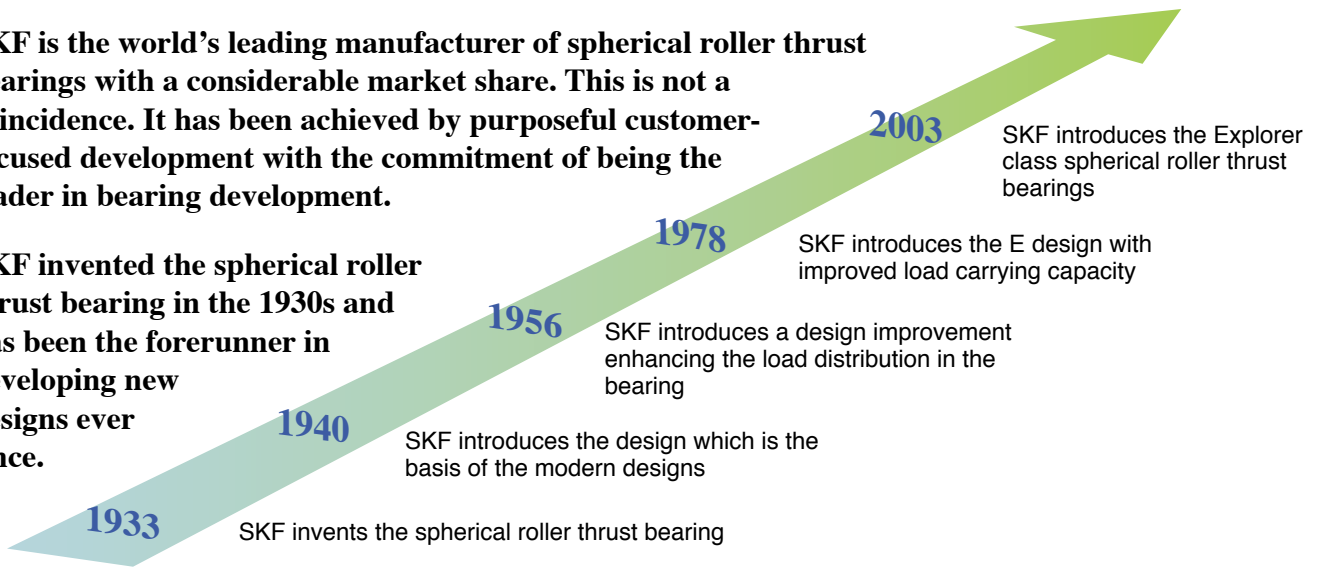 KF is the world's leading manufacturer of spherical roller thrust
earings with a considerable market share. This is not a
incidence. It has been achieved by purposeful customer-
cused development with the commitment of being the
ader in bearing development.
KF invented the spherical roller
rust bearing in the 1930s and
as been the forerunner in
eveloping new
esigns ever
nce.
2003
SKF introduces the Explorer
class spherical roller thrust
bearings
1978
SKF introduces the E design with
improved load carrying capacity
1956
SKF introduces a design improvement
enhancing the load distribution in the
bearing
1940
SKF introduces the design which is the
basis of the modern designs
1933
SKF invents the spherical roller thrust bearing